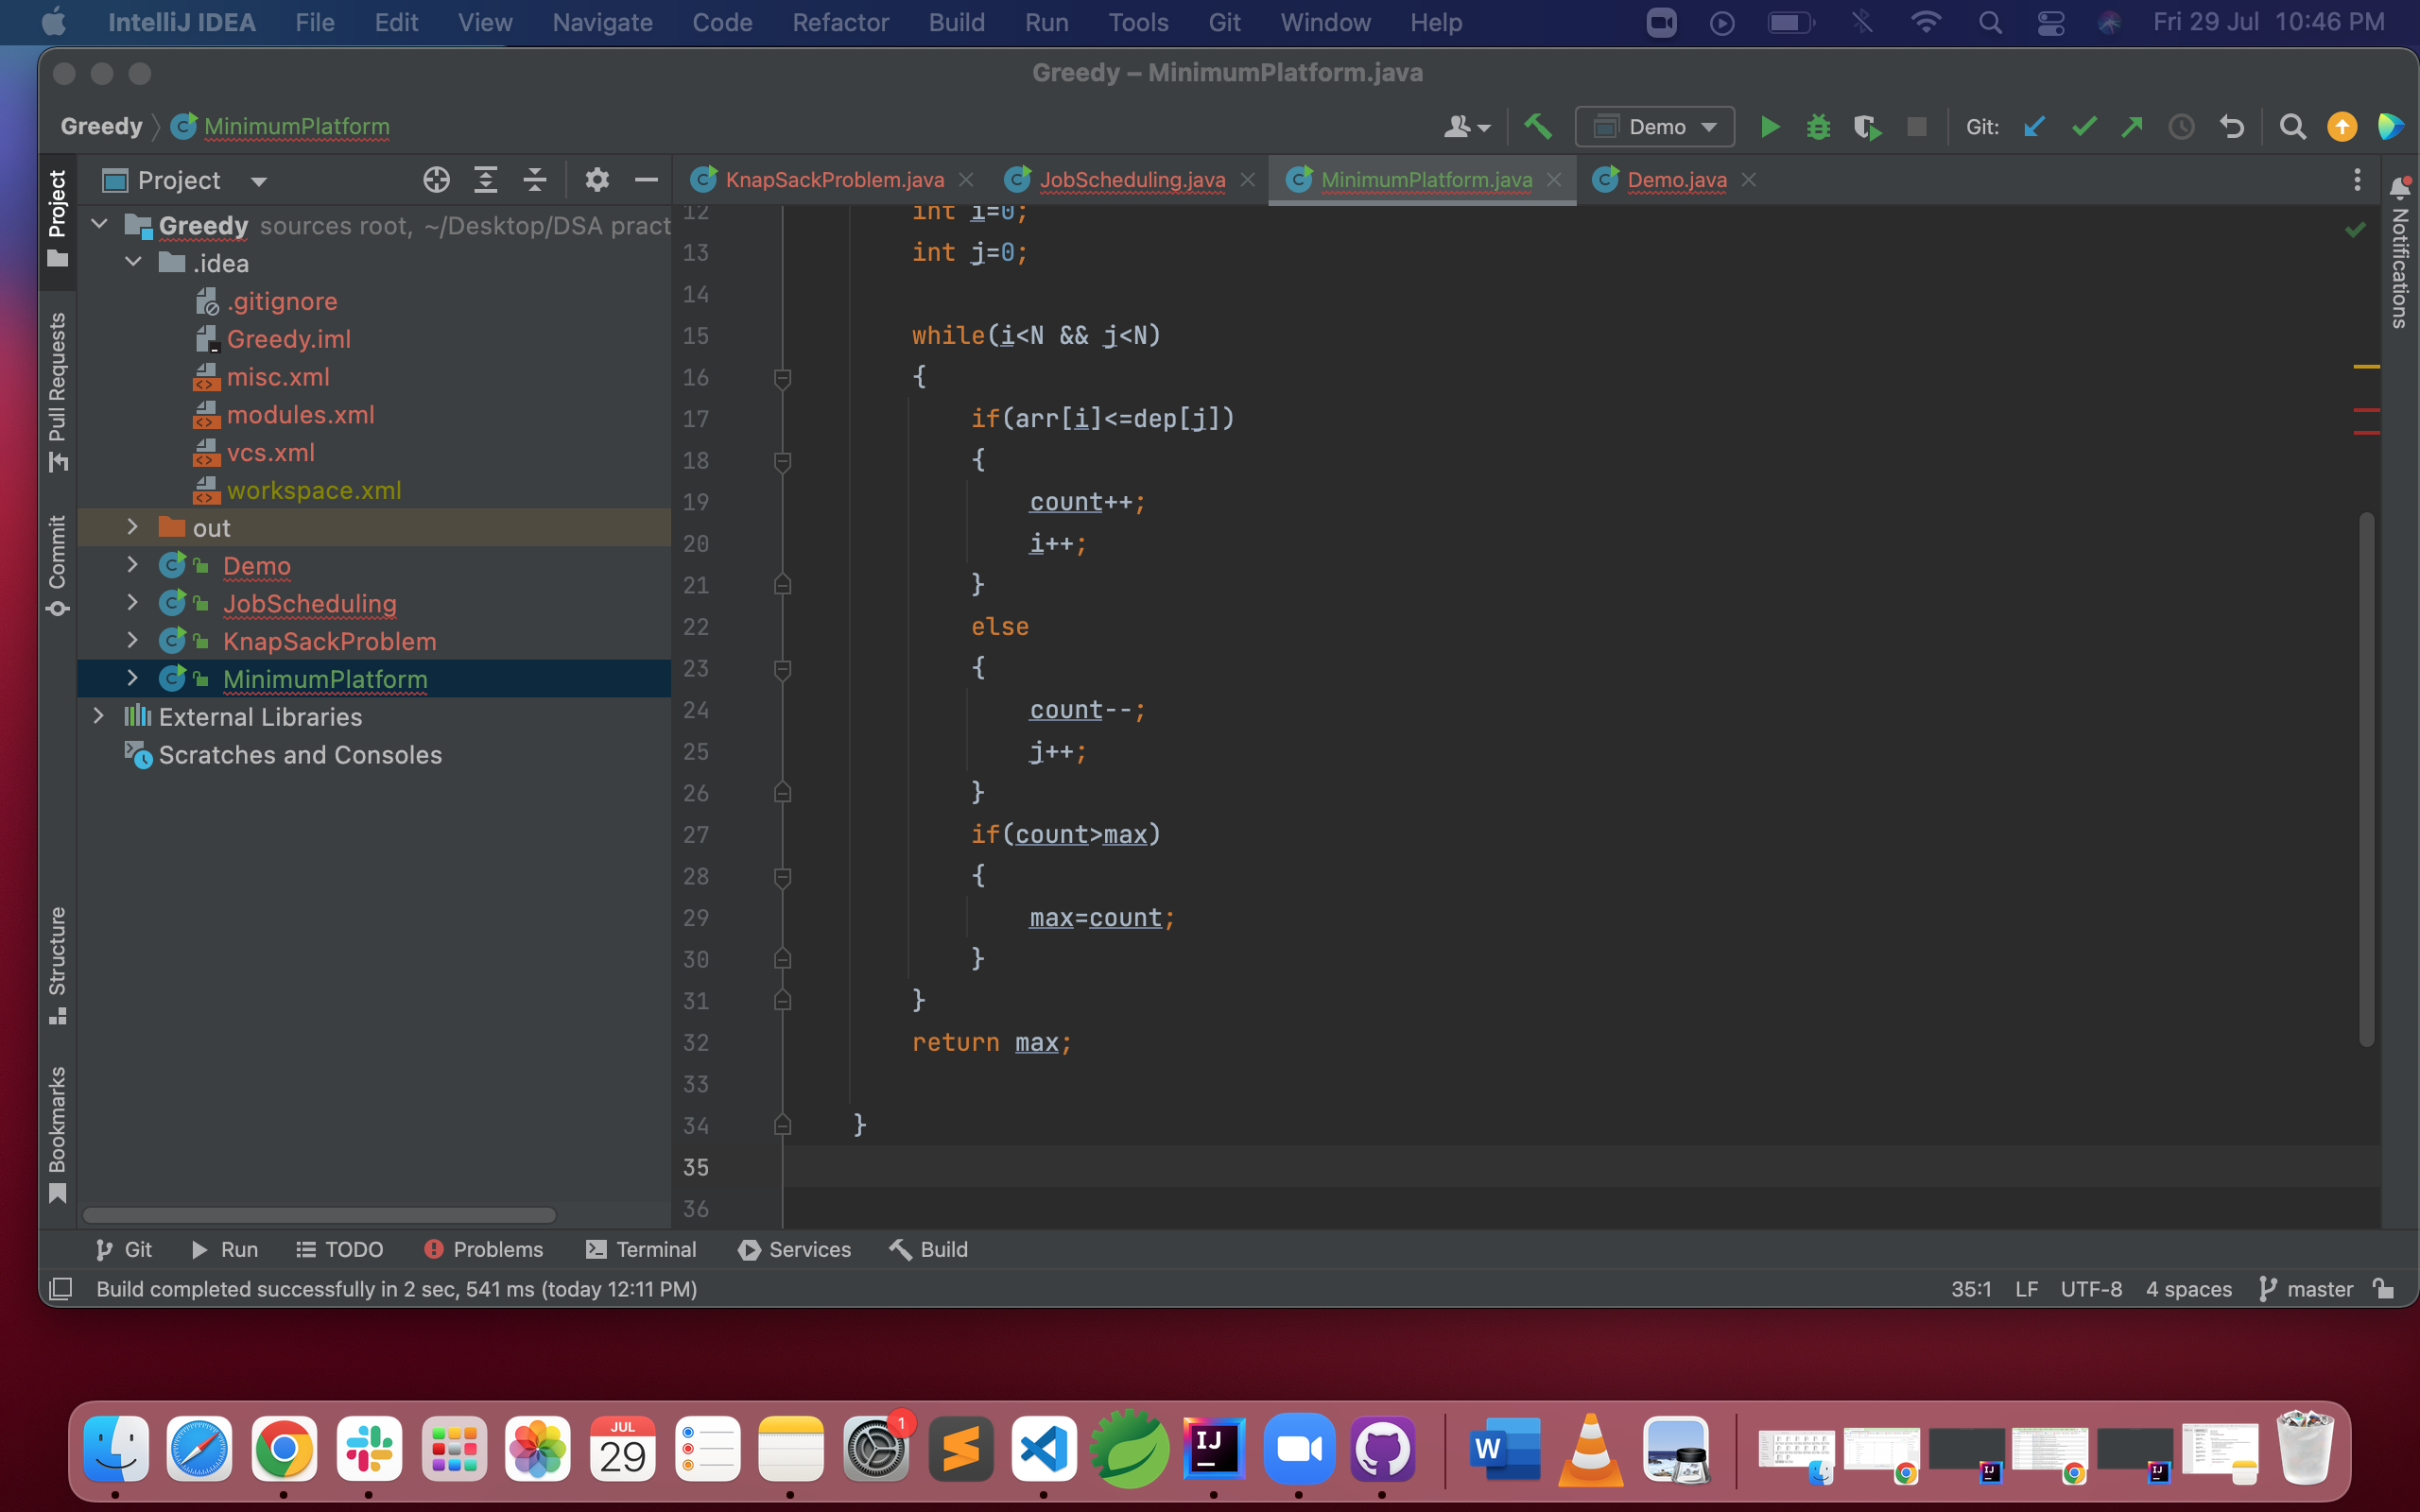 IntelliJ IDEA File Edit View Navigate Code Refactor Build Run Tools Git Window Help Fri 29 Jul 10:46 PM
Greedy – MinimumPlatform.java
Greedy MinimumPlatform Demo Git:
Project KnapSackProblem.java JobScheduling.java MinimumPlatform.java Demo.java
Project
Pull Requests
Commit
Structure
Bookmarks
Notifications
Greedy sources root, ~/Desktop/DSA pract
.idea
.gitignore
Greedy.iml
misc.xml
modules.xml
vcs.xml
workspace.xml
out
Demo
JobScheduling
KnapSackProblem
MinimumPlatform
External Libraries
Scratches and Consoles
12 int i=0;
13 int j=0;
14
15 while(i<N && j<N)
16 {
17 if(arr[i]<=dep[j])
18 {
19 count++;
20 i++;
21 }
22 else
23 {
24 count--;
25 j++;
26 }
27 if(count>max)
28 {
29 max=count;
30 }
31 }
32 return max;
33
34 }
35
36
Git Run TODO Problems Terminal Services Build
Build completed successfully in 2 sec, 541 ms (today 12:11 PM) 35:1 LF UTF-8 4 spaces master
JUL
29
1
IJ
W